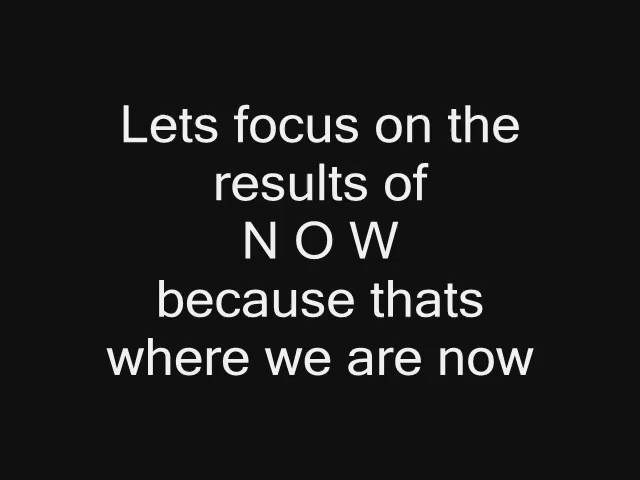 Lets focus on the
results of
N O W
because thats
where we are now